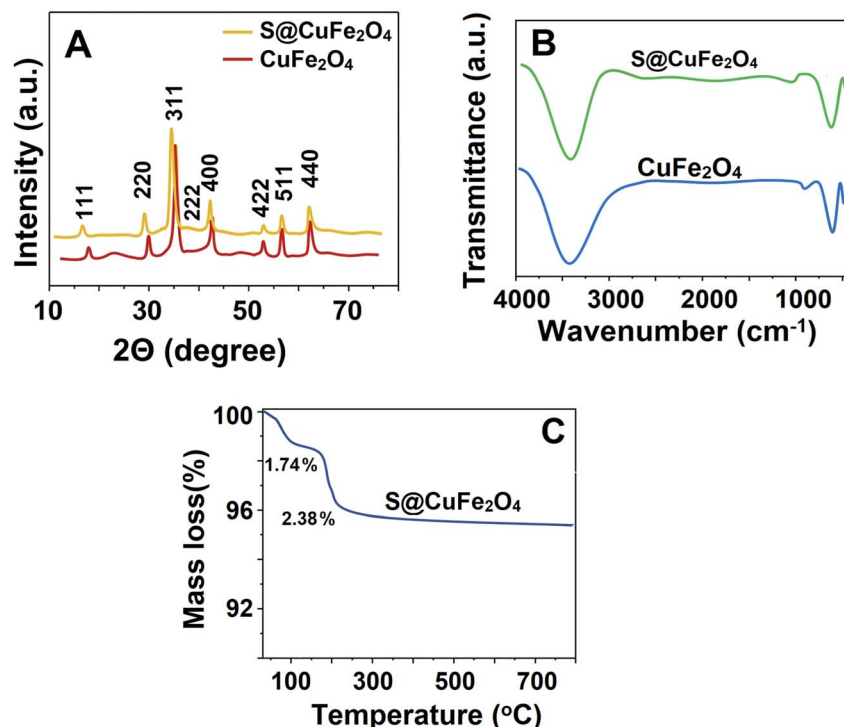 A
S@CuFe₂O₄
CuFe₂O₄
Intensity (a.u.)
111
220
311
222
400
422
511
440
10 30 50 70
2Θ (degree)
B
Transmittance (a.u.)
S@CuFe₂O₄
CuFe₂O₄
4000 3000 2000 1000
Wavenumber (cm⁻¹)
C
Mass loss(%)
100
96
92
1.74%
2.38%
S@CuFe₂O₄
100 300 500 700
Temperature (°C)